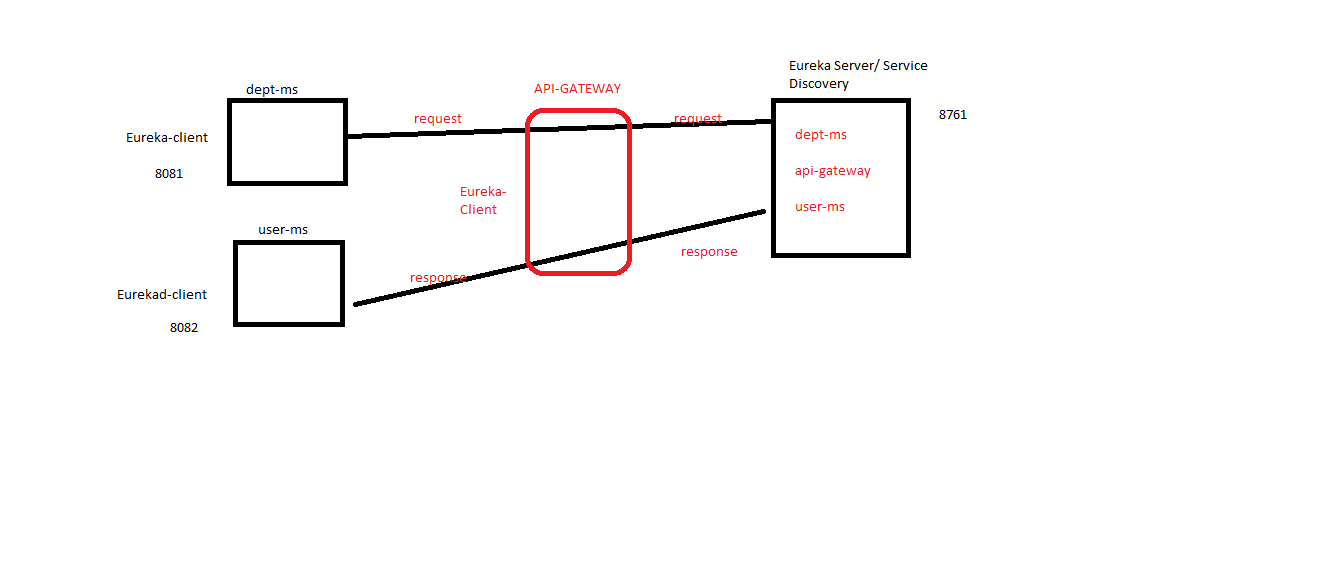 Eureka Server/ Service
Discovery
dept-ms
API-GATEWAY
8761
request
request
Eureka-client
dept-ms
8081
api-gateway
Eureka-
Client
user-ms
user-ms
response
response
Eurekad-client
8082